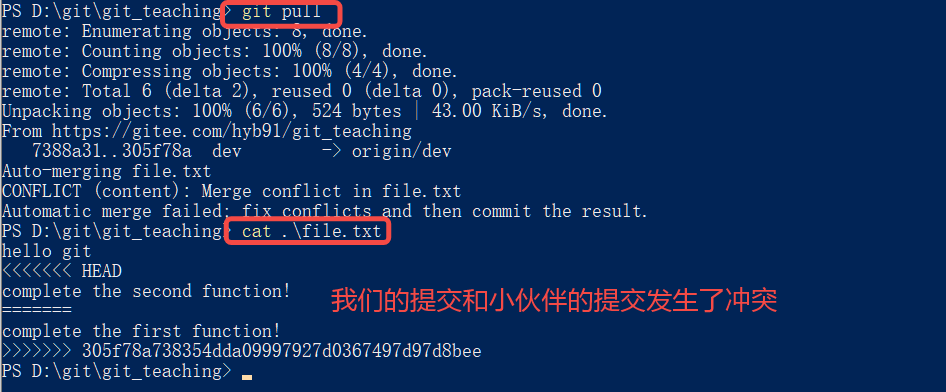 PS D:\git\git_teaching> git pull
remote: Enumerating objects: 8, done.
remote: Counting objects: 100% (8/8), done.
remote: Compressing objects: 100% (4/4), done.
remote: Total 6 (delta 2), reused 0 (delta 0), pack-reused 0
Unpacking objects: 100% (6/6), 524 bytes | 43.00 KiB/s, done.
From https://gitee.com/hyb91/git_teaching
   7388a31..305f78a  dev        -> origin/dev
Auto-merging file.txt
CONFLICT (content): Merge conflict in file.txt
Automatic merge failed; fix conflicts and then commit the result.
PS D:\git\git_teaching> cat .\file.txt
hello git
<<<<<<< HEAD
complete the second function!
=======
我们的提交和小伙伴的提交发生了冲突
complete the first function!
>>>>>>> 305f78a738354dda09997927d0367497d97d8bee
PS D:\git\git_teaching>